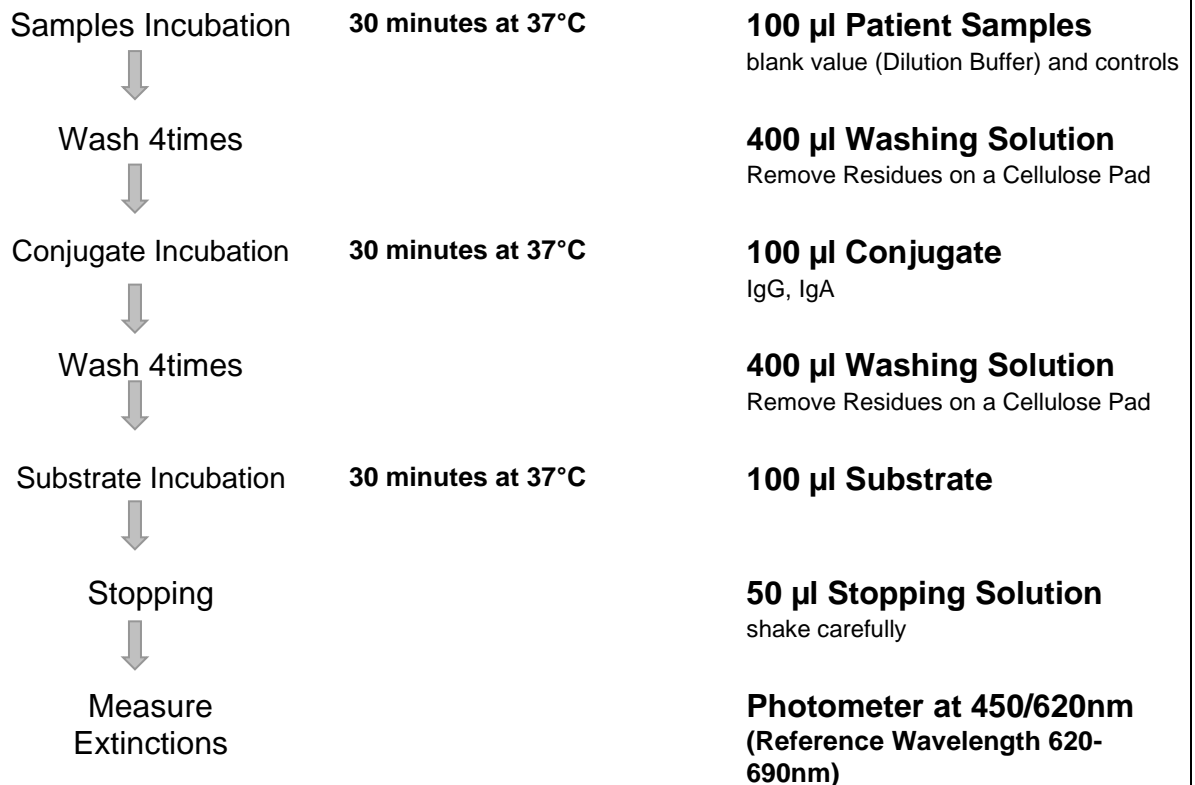 Samples Incubation 30 minutes at 37°C 100 µl Patient Samples
blank value (Dilution Buffer) and controls
Wash 4times 400 µl Washing Solution
Remove Residues on a Cellulose Pad
Conjugate Incubation 30 minutes at 37°C 100 µl Conjugate
IgG, IgA
Wash 4times 400 µl Washing Solution
Remove Residues on a Cellulose Pad
Substrate Incubation 30 minutes at 37°C 100 µl Substrate
Stopping 50 µl Stopping Solution
shake carefully
Measure Photometer at 450/620nm
Extinctions (Reference Wavelength 620-
690nm)